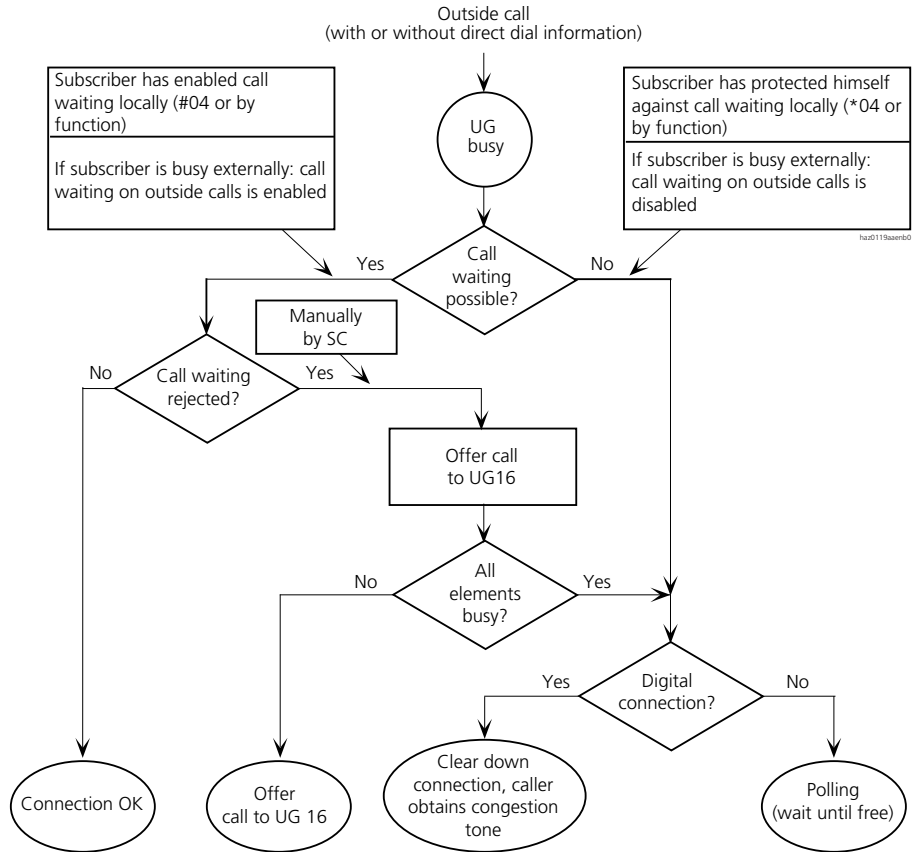 Outside call
(with or without direct dial information)
Subscriber has enabled call
waiting locally (#04 or by
function)
If subscriber is busy externally: call
waiting on outside calls is enabled
UG
busy
Subscriber has protected himself
against call waiting locally (*04 or
by function)
If subscriber is busy externally:
call waiting on outside calls is
disabled
haz0119aaenb0
Yes
Call
waiting
possible?
No
Manually
by SC
No
Call waiting
rejected?
Yes
Offer call
to UG16
No
All
elements
busy?
Yes
Yes
Digital
connection?
No
Connection OK
Offer
call to UG 16
Clear down
connection, caller
obtains congestion
tone
Polling
(wait until free)